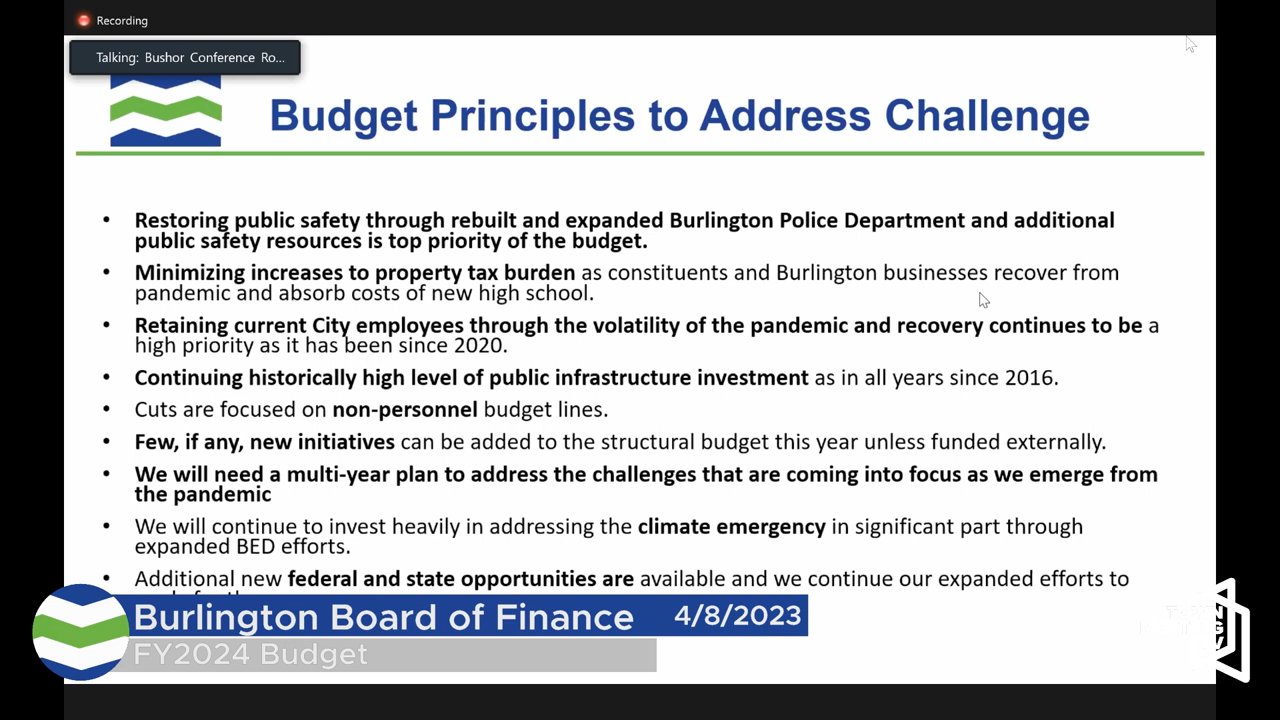 Recording
Talking: Bushor Conference Ro...
Budget Principles to Address Challenge
• Restoring public safety through rebuilt and expanded Burlington Police Department and additional
public safety resources is top priority of the budget.
• Minimizing increases to property tax burden as constituents and Burlington businesses recover from
pandemic and absorb costs of new high school.
• Retaining current City employees through the volatility of the pandemic and recovery continues to be a
high priority as it has been since 2020.
• Continuing historically high level of public infrastructure investment as in all years since 2016.
• Cuts are focused on non-personnel budget lines.
• Few, if any, new initiatives can be added to the structural budget this year unless funded externally.
• We will need a multi-year plan to address the challenges that are coming into focus as we emerge from
the pandemic
• We will continue to invest heavily in addressing the climate emergency in significant part through
expanded BED efforts.
• Additional new federal and state opportunities are available and we continue our expanded efforts to
Burlington Board of Finance 4/8/2023
FY2024 Budget